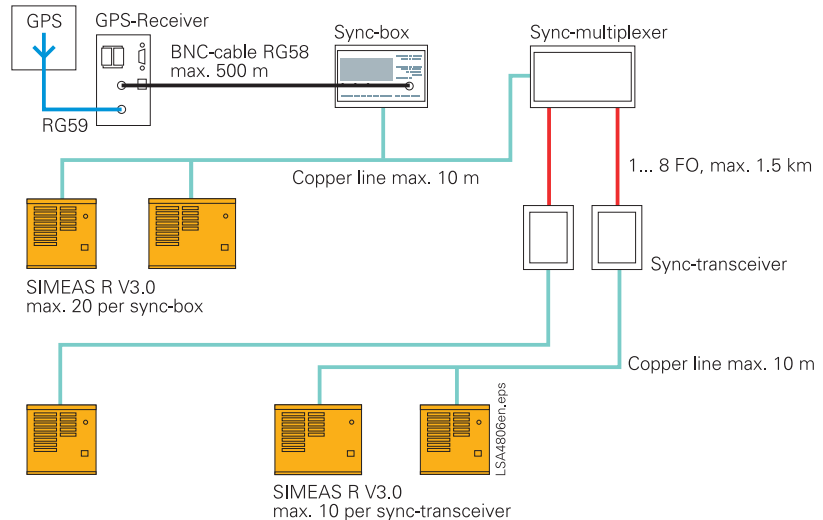 GPS
GPS-Receiver
BNC-cable RG58
max. 500 m
Sync-box
Sync-multiplexer
RG59
Copper line max. 10 m
1... 8 FO, max. 1.5 km
SIMEAS R V3.0
max. 20 per sync-box
Sync-transceiver
Copper line max. 10 m
LSA4806en.eps
SIMEAS R V3.0
max. 10 per sync-transceiver